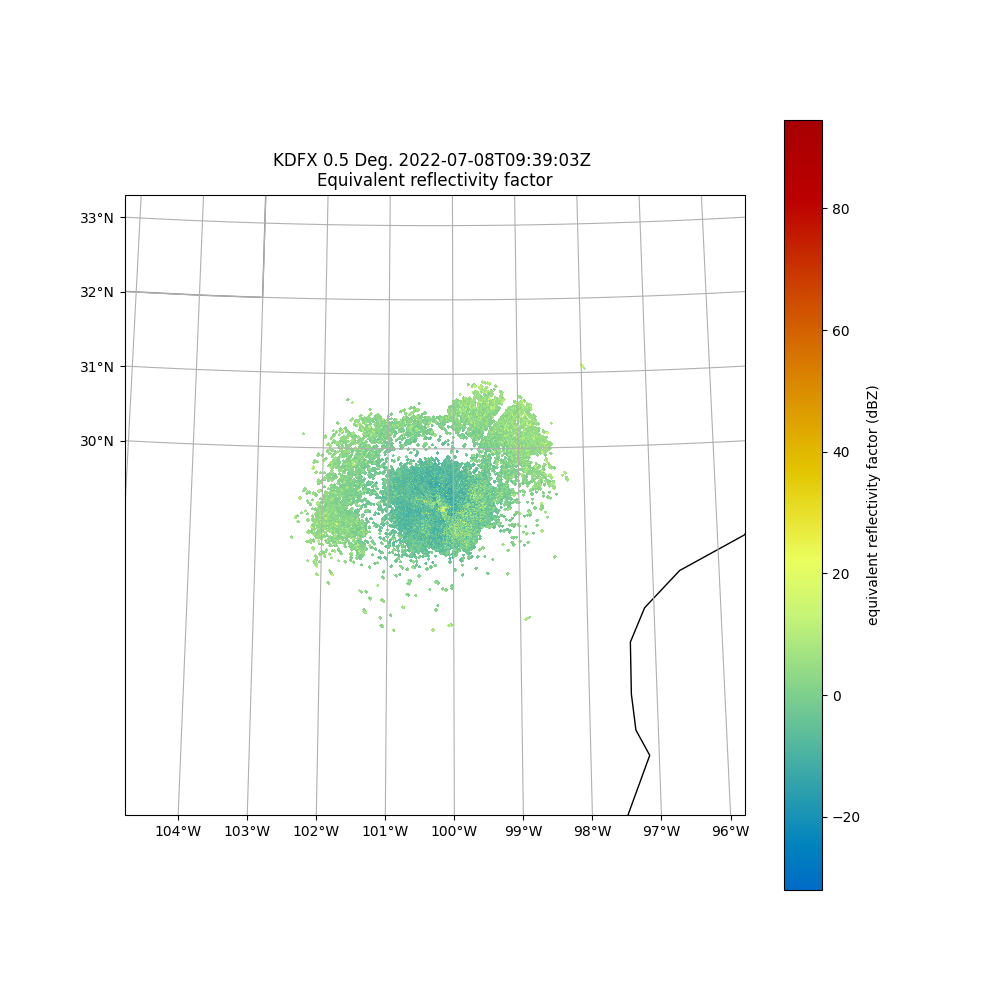 KDFX 0.5 Deg. 2022-07-08T09:39:03Z
Equivalent reflectivity factor
33°N
32°N
31°N
30°N
104°W 103°W 102°W 101°W 100°W 99°W 98°W 97°W 96°W
80
60
40
20
0
−20
equivalent reflectivity factor (dBZ)